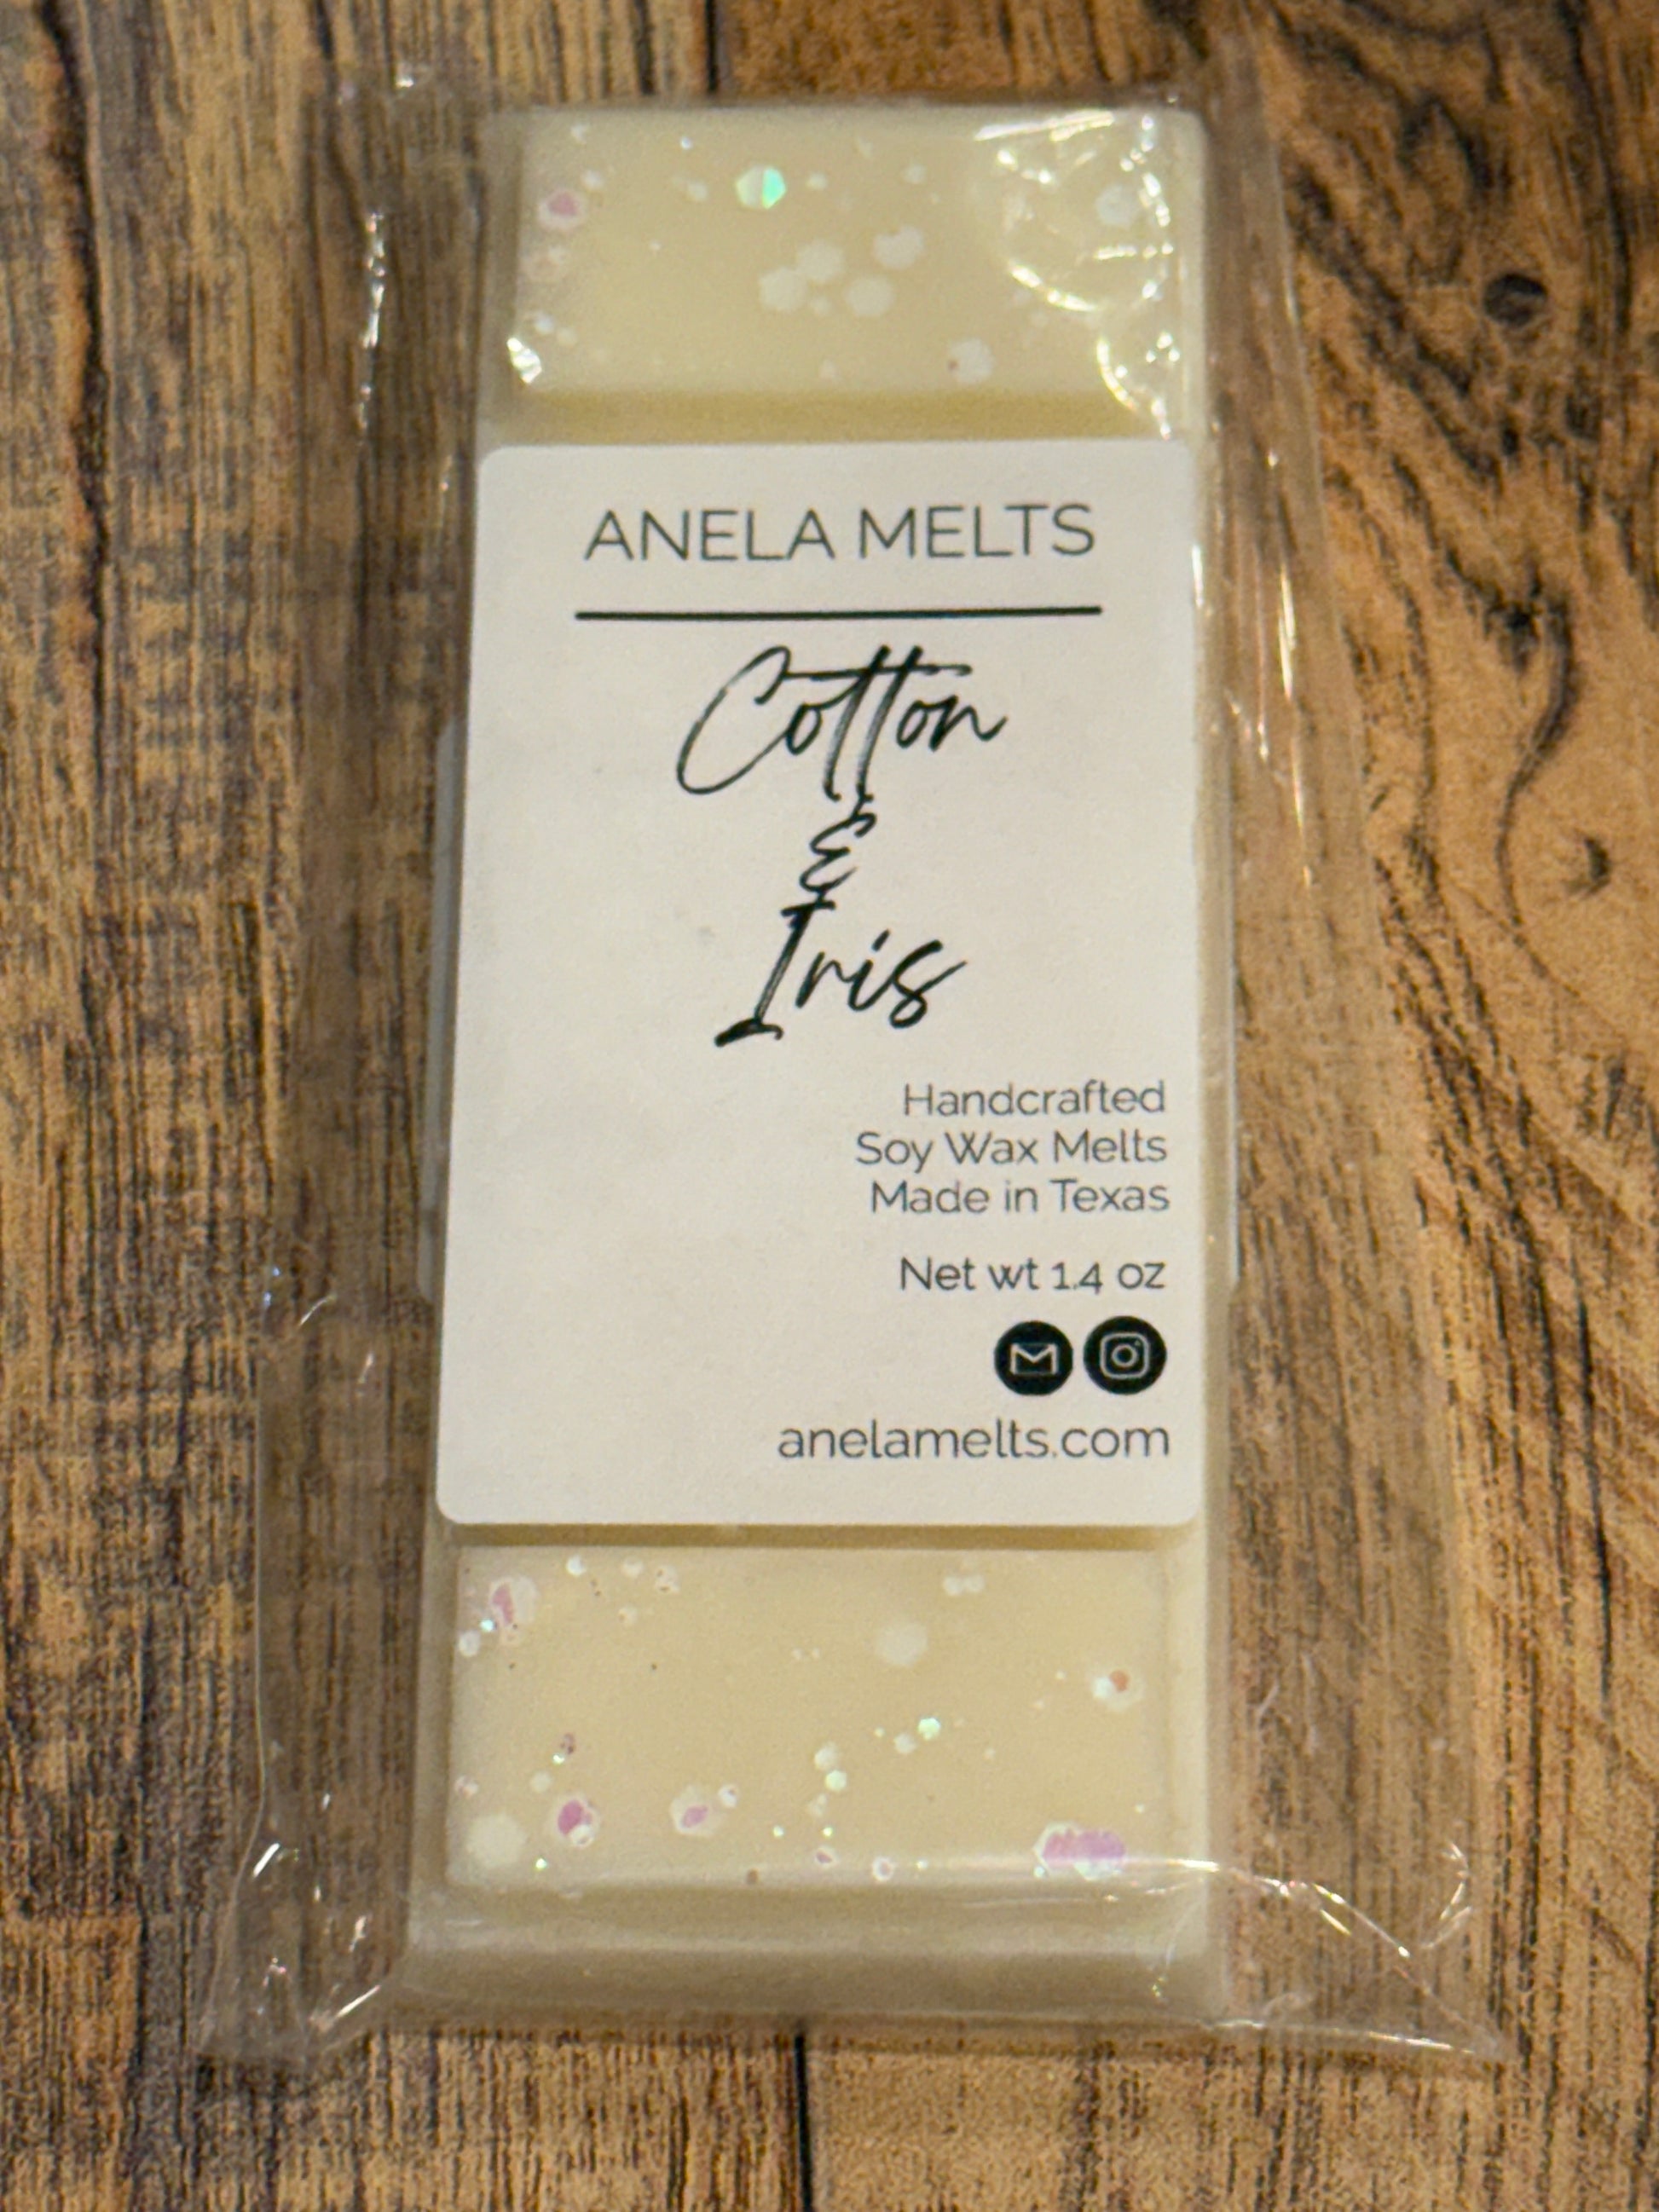 ANELA MELTS
Cotton
&
Iris
Handcrafted
Soy Wax Melts
Made in Texas
Net wt 1.4 oz
anelamelts.com